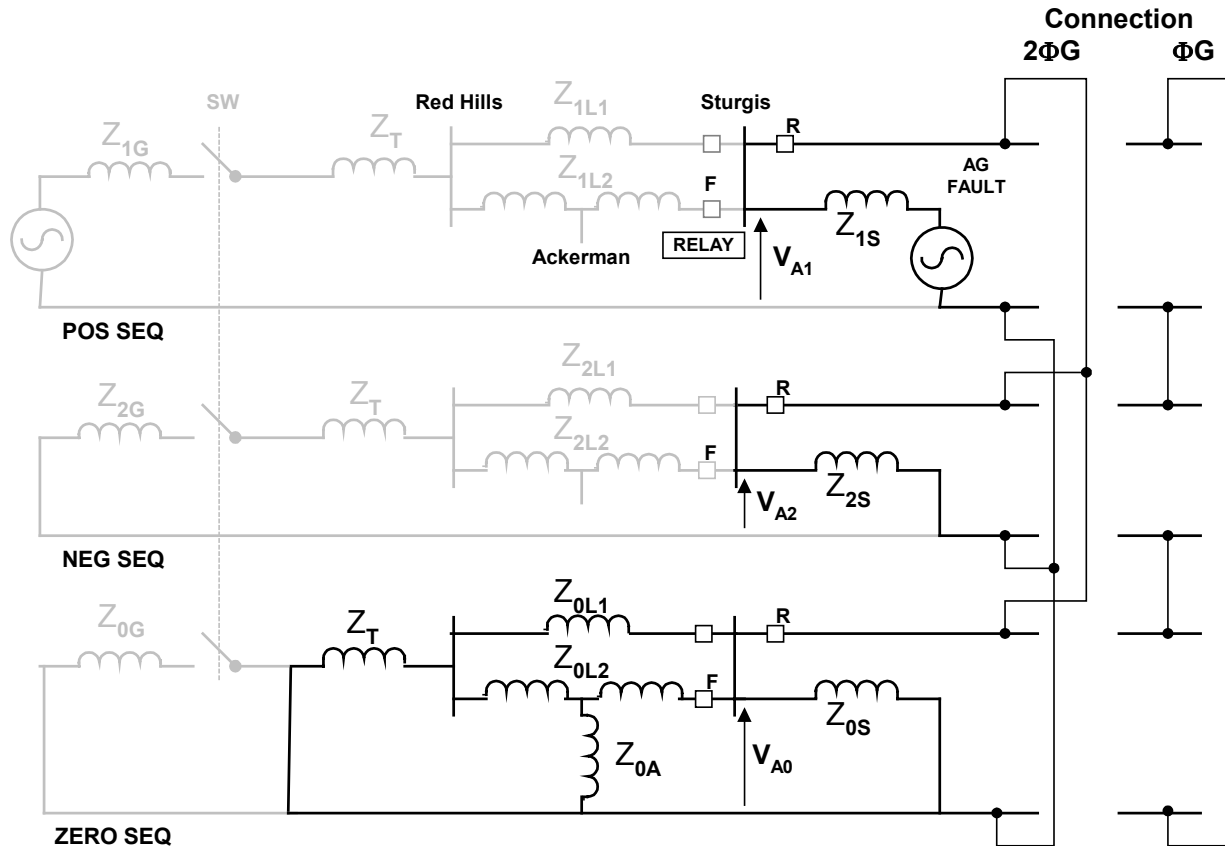 Connection
2ΦG ΦG
SW
Red Hills
Z1L1
Sturgis
Z1G
ZT
R
Z1L2
F
AG
FAULT
Z1S
RELAY
Ackerman
VA1
POS SEQ
Z2L1
Z2G
ZT
R
Z2L2
F
Z2S
VA2
NEG SEQ
Z0L1
Z0G
ZT
R
Z0L2
F
Z0S
Z0A
VA0
ZERO SEQ